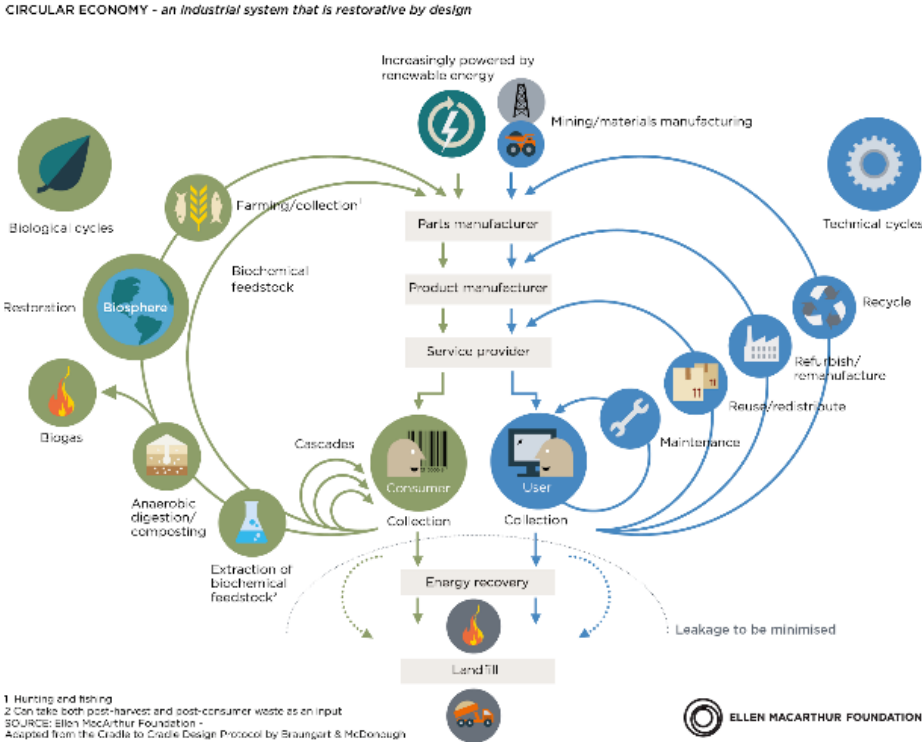 CIRCULAR ECONOMY - an industrial system that is restorative by design
Increasingly powered by
renewable energy
Mining/materials manufacturing
Biological cycles
Technical cycles
Farming/collection¹
Parts manufacturer
Biochemical
feedstock
Product manufacturer
Restoration
Biosphere
Recycle
Service provider
Refurbish/
remanufacture
Reuse/redistribute
Biogas
Maintenance
Cascades
Consumer
User
Anaerobic
digestion/
composting
Collection
Collection
Extraction of
biochemical
feedstock²
Energy recovery
Leakage to be minimised
Landfill
1 Hunting and fishing
2 Can take both post-harvest and post-consumer waste as an input
SOURCE: Ellen MacArthur Foundation -
Adapted from the Cradle to Cradle Design Protocol by Braungart & McDonough
ELLEN MACARTHUR FOUNDATION